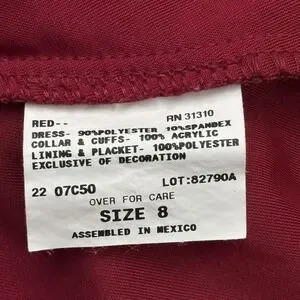 RED-- RN 31310
DRESS- 90%POLYESTER 10%SPANDEX
COLLAR & CUFFS- 100% ACRYLIC
LINING & PLACKET- 100%POLYESTER
EXCLUSIVE OF DECORATION
22 07C50 LOT:82790A
OVER FOR CARE
SIZE 8
ASSEMBLED IN MEXICO